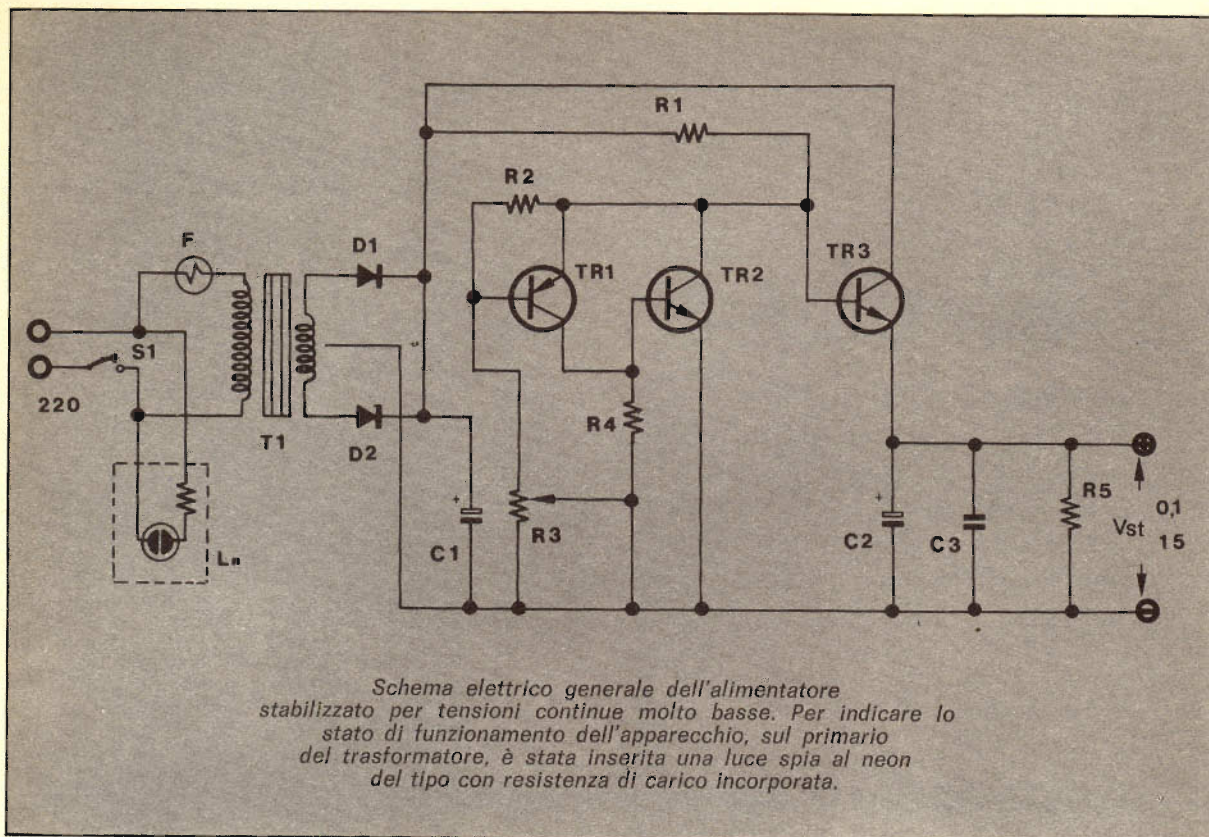 R1
R2
F
D1
TR1
TR2
TR3
S1
220
T1
D2
R4
+
C1
R3
Ln
+
C2
C3
R5
Vst
0,1
15
Schema elettrico generale dell'alimentatore
stabilizzato per tensioni continue molto basse. Per indicare lo
stato di funzionamento dell'apparecchio, sul primario
del trasformatore, è stata inserita una luce spia al neon
del tipo con resistenza di carico incorporata.